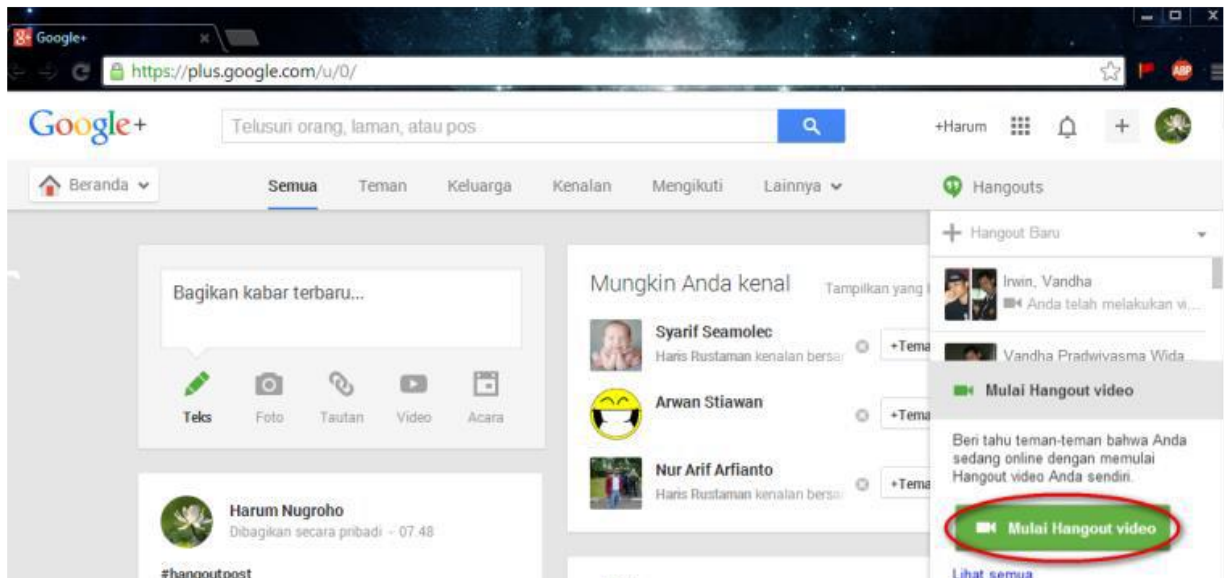 Google+
https://plus.google.com/u/0/
ABP
Google+
Telusuri orang, laman, atau pos
+Harum
Beranda
Semua
Teman
Keluarga
Kenalan
Mengikuti
Lainnya
Hangouts
Bagikan kabar terbaru...
Teks
Foto
Tautan
Video
Acara
Harum Nugroho
Dibagikan secara pribadi - 07.48
#hangoutpost
Mungkin Anda kenal
Tampilkan yang
Syarif Seamolec
Haris Rustaman kenalan bersa
+Tema
Arwan Stiawan
+Tema
Nur Arif Arfianto
Haris Rustaman kenalan bersa
+Tema
Hangout Baru
Irwin, Vandha
Anda telah melakukan vi...
Vandha Pradwivasma Wida...
Mulai Hangout video
Beri tahu teman-teman bahwa Anda
sedang online dengan memulai
Hangout video Anda sendiri.
Mulai Hangout video
Lihat semua